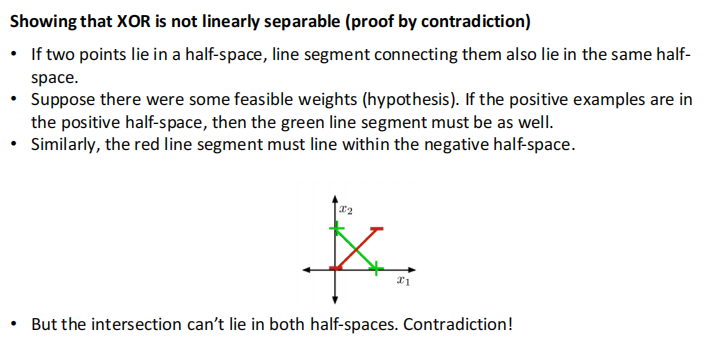 Showing that XOR is not linearly separable (proof by contradiction)
• If two points lie in a half-space, line segment connecting them also lie in the same half-
space.
• Suppose there were some feasible weights (hypothesis). If the positive examples are in
the positive half-space, then the green line segment must be as well.
• Similarly, the red line segment must line within the negative half-space.
x₂
x₁
• But the intersection can't lie in both half-spaces. Contradiction!